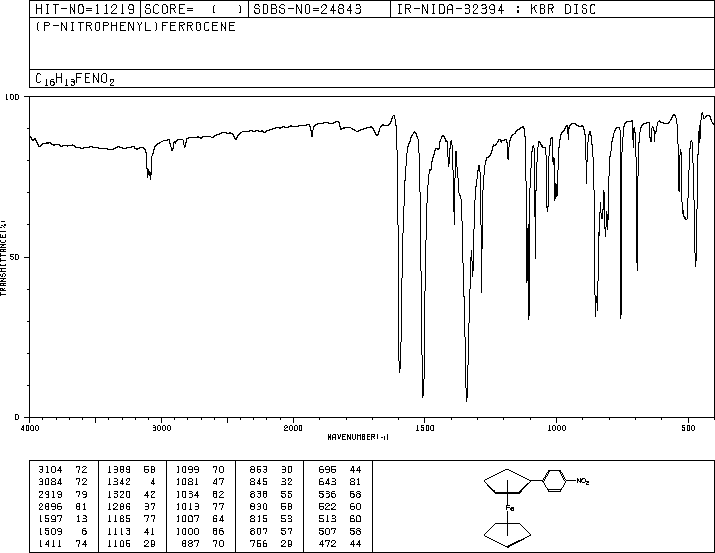 HIT-NO=11219 SCORE= ( ) SDBS-NO=24843 IR-NIDA-32394 : KBR DISC
(P-NITROPHENYL)FERROCENE
C16H13FENO2
100
50
0
TRANSMITTANCE(%)
4000 3000 2000 1500 1000 500
WAVENUMBER(-1)
3104 72 1389 58 1099 70 853 30 696 44
3084 72 1342 4 1081 47 845 32 643 81
2919 79 1320 42 1034 62 838 55 536 68
2896 81 1286 37 1013 77 830 58 522 60
1597 13 1185 77 1007 64 815 53 513 60
1509 6 1113 41 1000 66 807 57 507 58
1411 74 1106 29 887 70 756 29 472 44
NO2
Fe